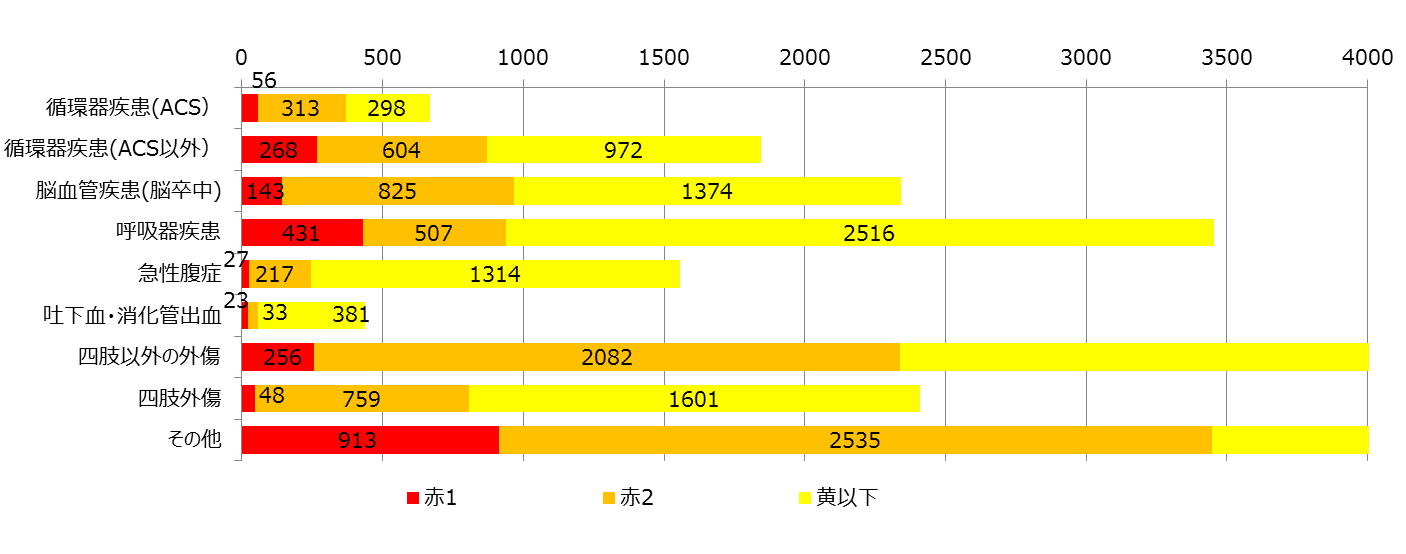 0 500 1000 1500 2000 2500 3000 3500 4000
56
循環器疾患(ACS） 313 298
循環器疾患(ACS以外） 268 604 972
脳血管疾患(脳卒中) 143 825 1374
呼吸器疾患 431 507 2516
急性腹症 27 217 1314
吐下血・消化管出血 23 33 381
四肢以外の外傷 256 2082
四肢外傷 48 759 1601
その他 913 2535
赤1 赤2 黄以下